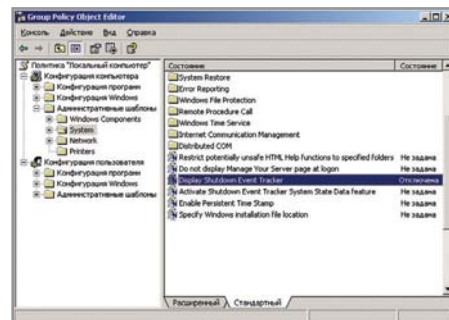 Group Policy Object Editor
Консоль Действие Вид Справка
Политика "Локальный компьютер"
Конфигурация компьютера
Конфигурация программ
Конфигурация Windows
Административные шаблоны
Windows Components
System
Network
Printers
Конфигурация пользователя
Конфигурация программ
Конфигурация Windows
Административные шаблоны
Состояние Состояние
System Restore
Error Reporting
Windows File Protection
Remote Procedure Call
Windows Time Service
Internet Communication Management
Distributed COM
Restrict potentially unsafe HTML Help functions to specified folders Не задана
Do not display Manage Your Server page at logon Не задана
Display Shutdown Event Tracker Отключена
Activate Shutdown Event Tracker System State Data feature Не задана
Enable Persistent Time Stamp Не задана
Specify Windows installation file location Не задана
Расширенный Стандартный